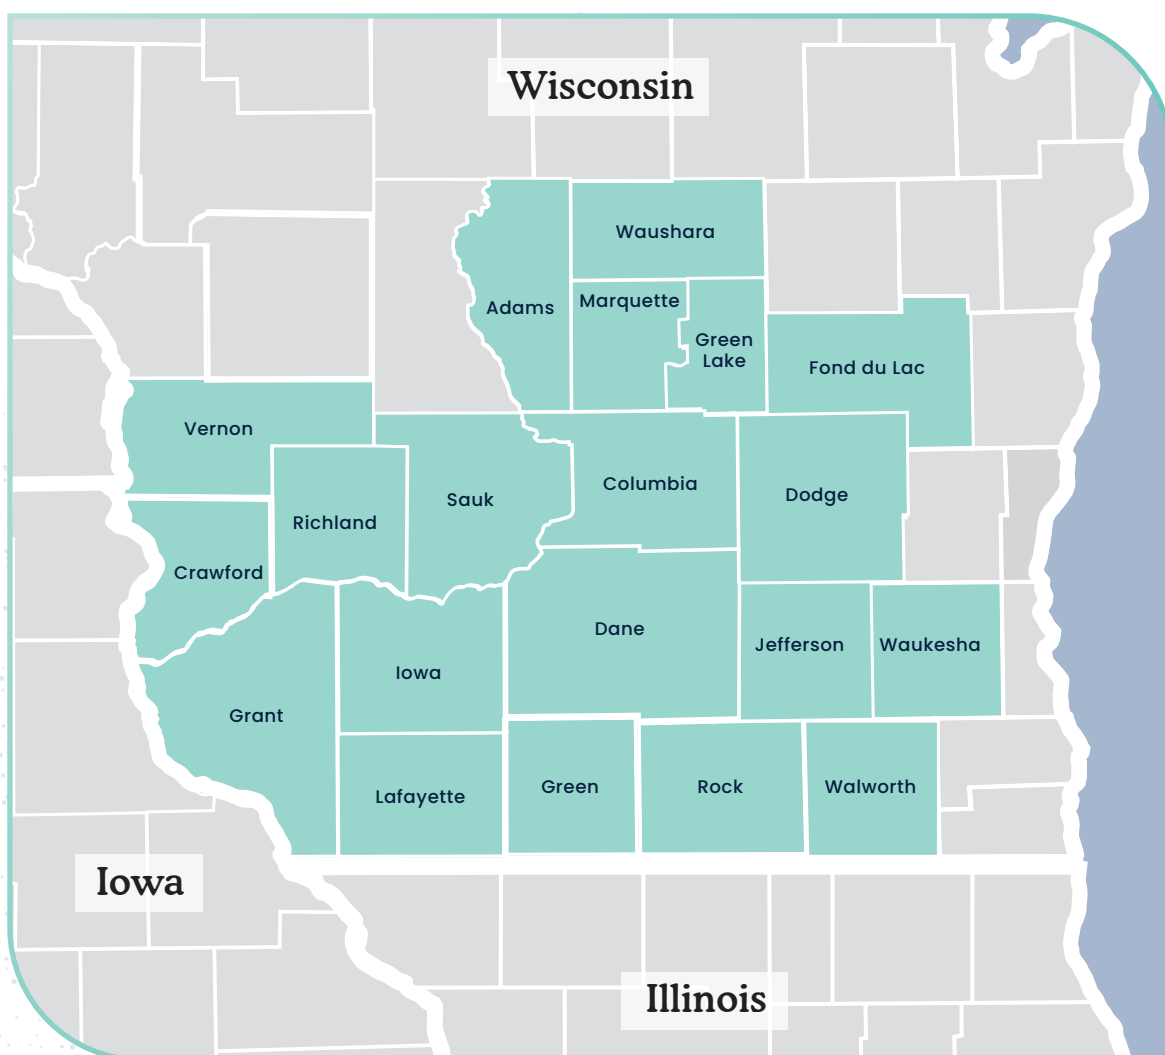 Wisconsin
Waushara
Adams
Marquette
Green
Lake
Fond du Lac
Vernon
Columbia
Sauk
Dodge
Richland
Crawford
Dane
Jefferson
Waukesha
Iowa
Grant
Green
Rock
Walworth
Lafayette
Iowa
Illinois